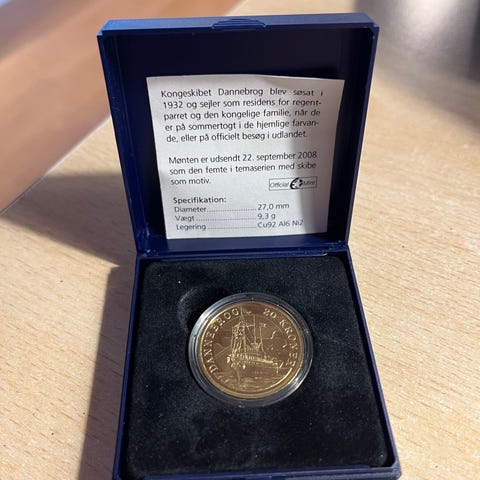 Kongeskibet Dannebrog blev søsat i
1932 og sejler som residens for regent-
parret og den kongelige familie, når de
er på sommertogt i de hjemlige farvan-
de, eller på officielt besøg i udlandet.
Mønten er udsendt 22. september 2008
som den femte i temaserien med skibe
som motiv.
Official Mint
Specifikation:
Diameter 27,0 mm
Vægt 9,3 g
Legering Cu92 Al6 Ni2
DANNEBROG 20 KRONER